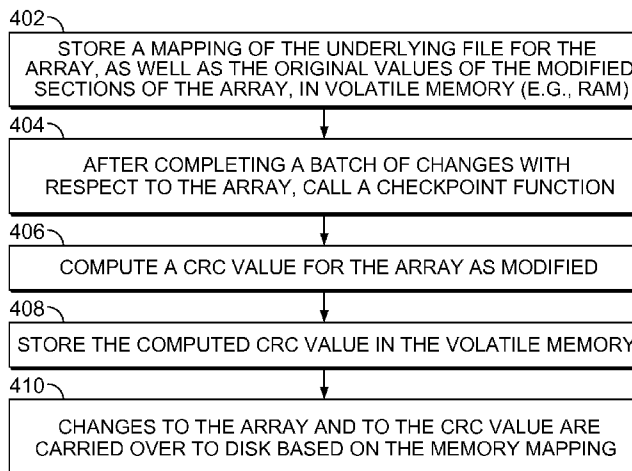 402
STORE A MAPPING OF THE UNDERLYING FILE FOR THE
ARRAY, AS WELL AS THE ORIGINAL VALUES OF THE MODIFIED
SECTIONS OF THE ARRAY, IN VOLATILE MEMORY (E.G., RAM)
404
AFTER COMPLETING A BATCH OF CHANGES WITH
RESPECT TO THE ARRAY, CALL A CHECKPOINT FUNCTION
406
COMPUTE A CRC VALUE FOR THE ARRAY AS MODIFIED
408
STORE THE COMPUTED CRC VALUE IN THE VOLATILE MEMORY
410
CHANGES TO THE ARRAY AND TO THE CRC VALUE ARE
CARRIED OVER TO DISK BASED ON THE MEMORY MAPPING